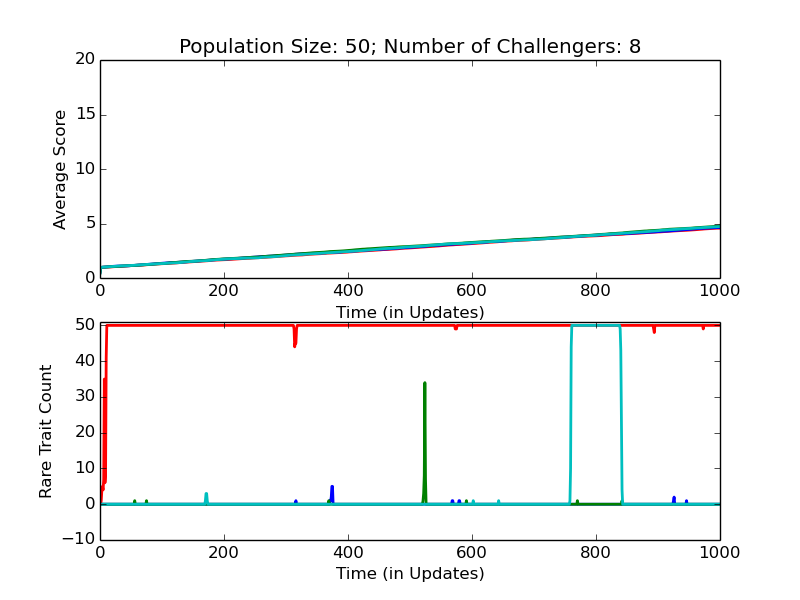 Population Size: 50; Number of Challengers: 8
20
15
10
5
0
Average Score
0 200 400 600 800 1000
Time (in Updates)
50
40
30
20
10
0
−10
Rare Trait Count
0 200 400 600 800 1000
Time (in Updates)